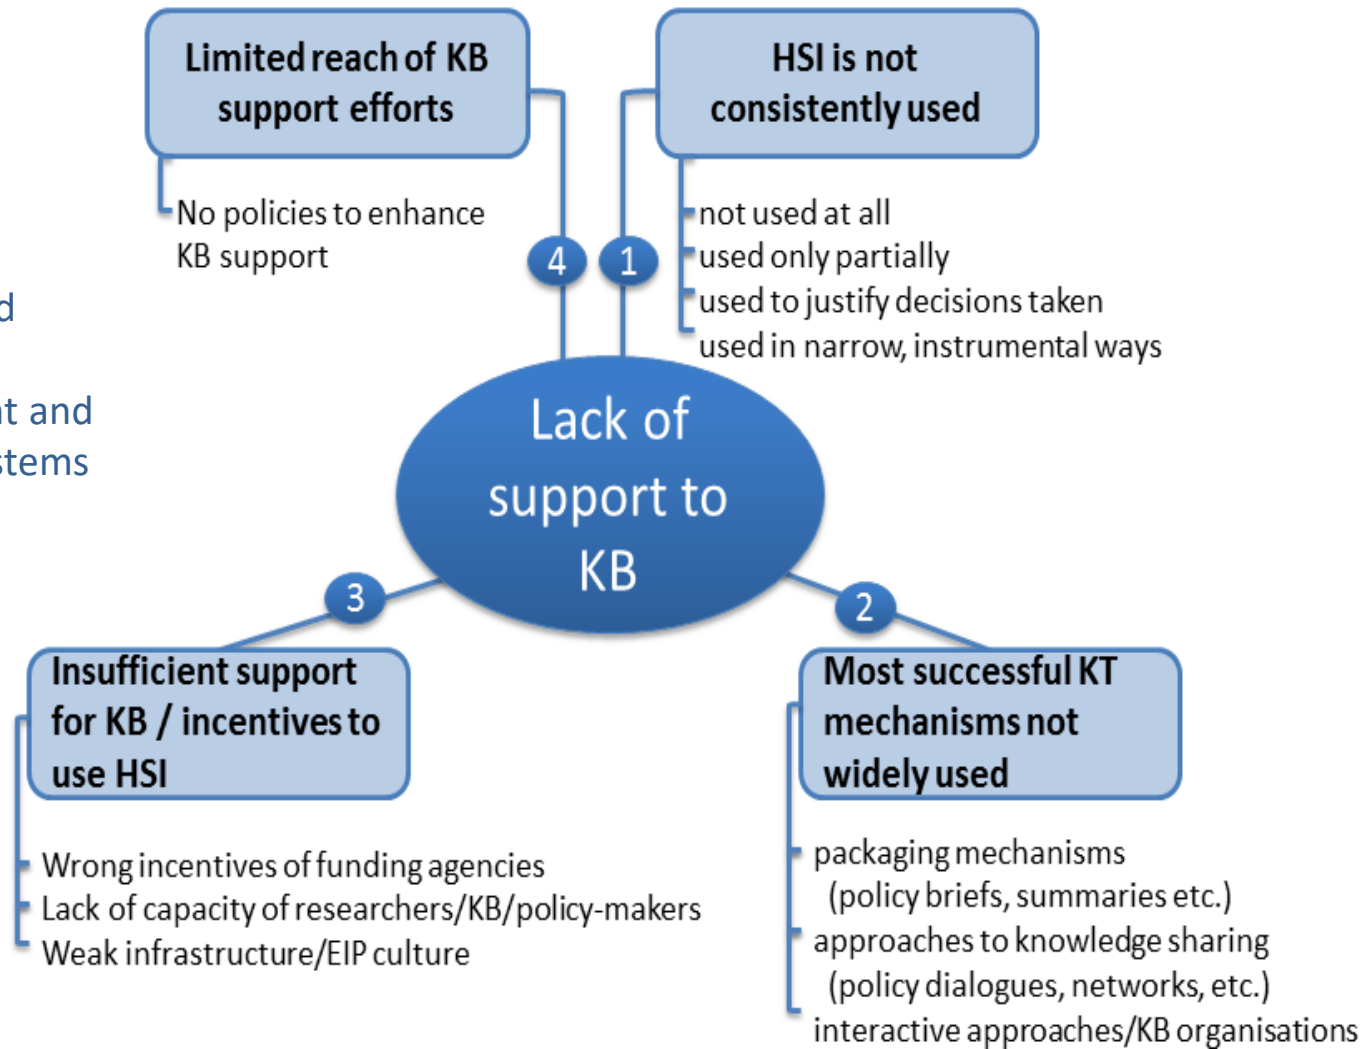 Limited reach of KB
support efforts
No policies to enhance
KB support
4
HSI is not
consistently used
not used at all
used only partially
used to justify decisions taken
used in narrow, instrumental ways
1
and
systems
Lack of
support to
KB
3
Insufficient support
for KB / incentives to
use HSI
Wrong incentives of funding agencies
Lack of capacity of researchers/KB/policy-makers
Weak infrastructure/EIP culture
2
Most successful KT
mechanisms not
widely used
packaging mechanisms
(policy briefs, summaries etc.)
approaches to knowledge sharing
(policy dialogues, networks, etc.)
interactive approaches/KB organisations